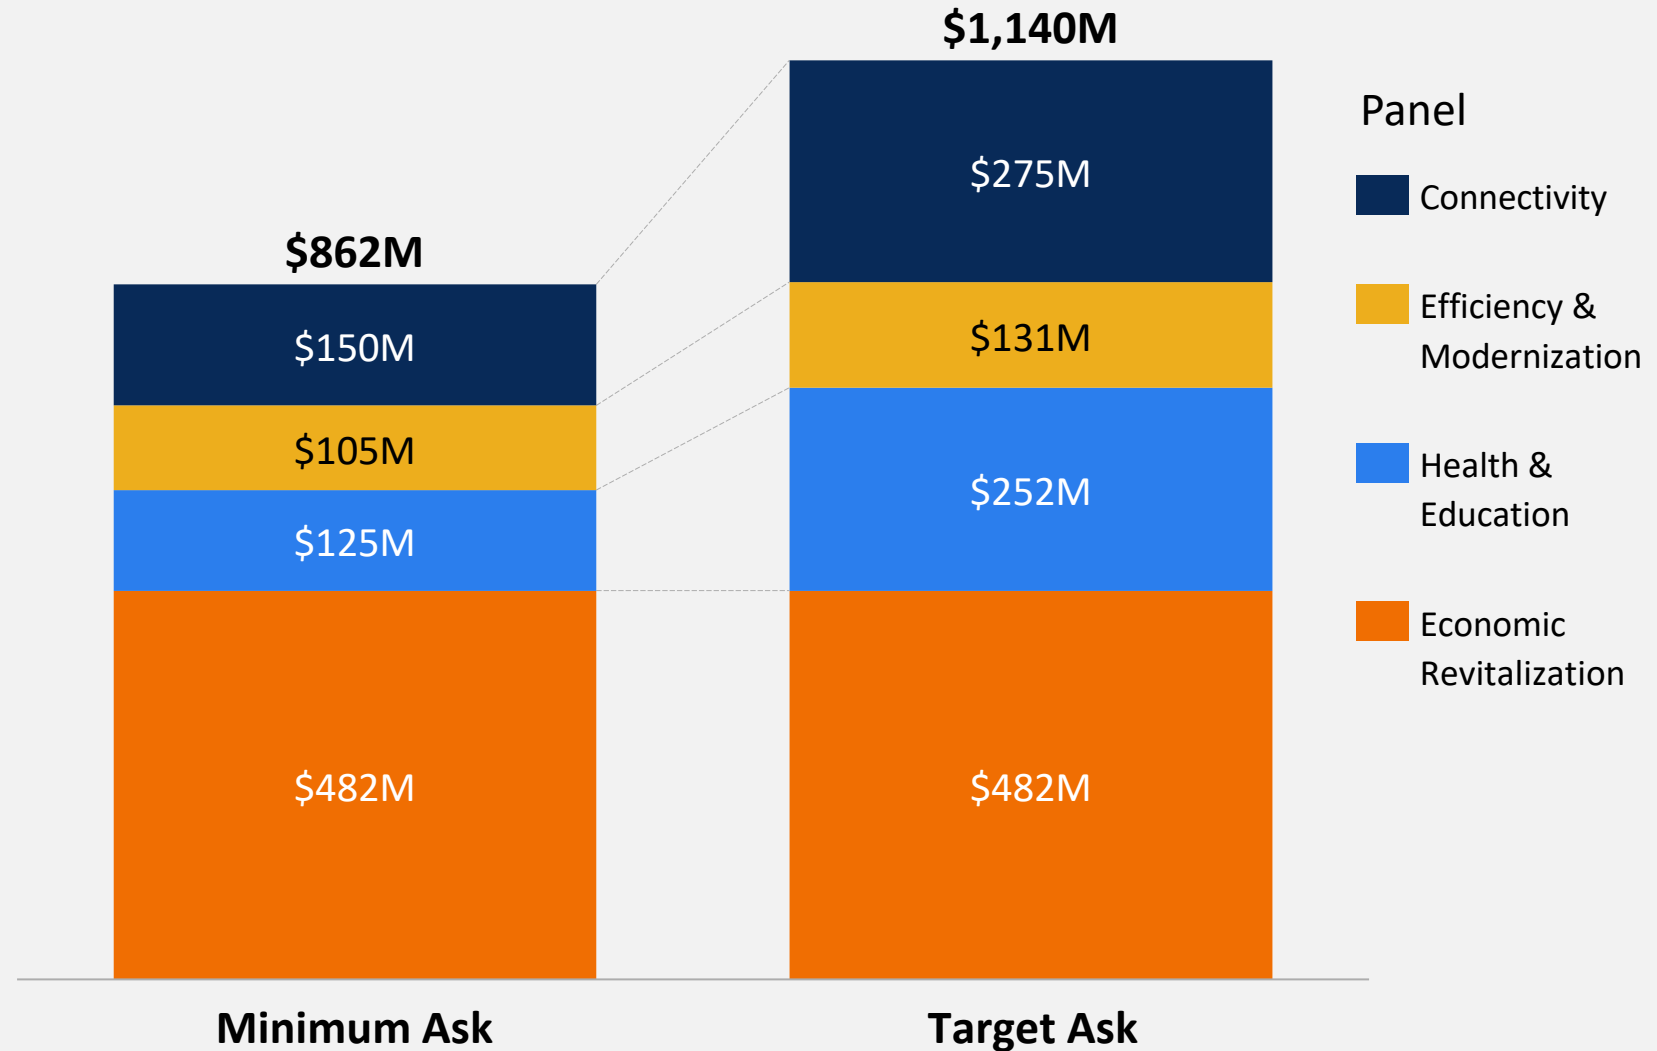 $1,140M
$862M
$275M
$150M
$131M
$105M
$252M
$125M
$482M
$482M
Minimum Ask
Target Ask
Panel
Connectivity
Efficiency &
Modernization
Health &
Education
Economic
Revitalization